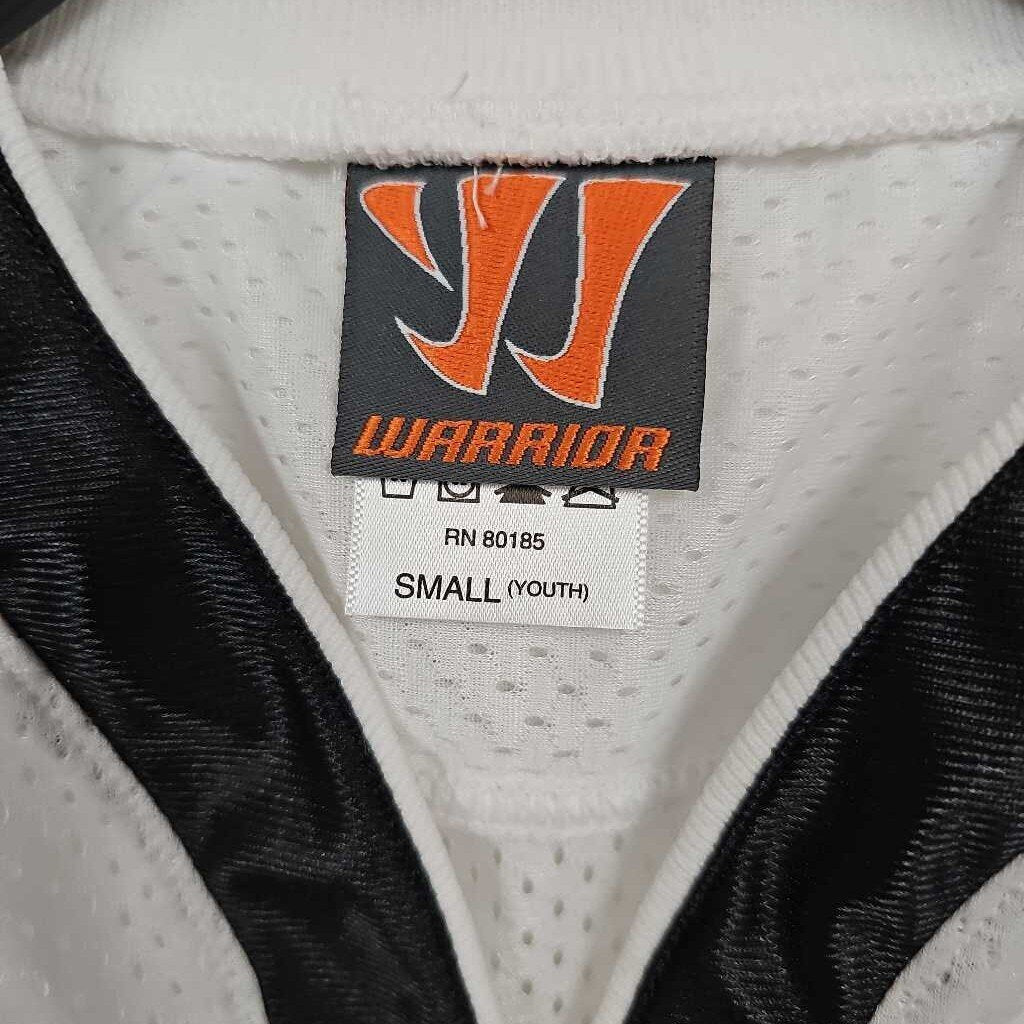 WARRIOR
RN 80185
SMALL (YOUTH)